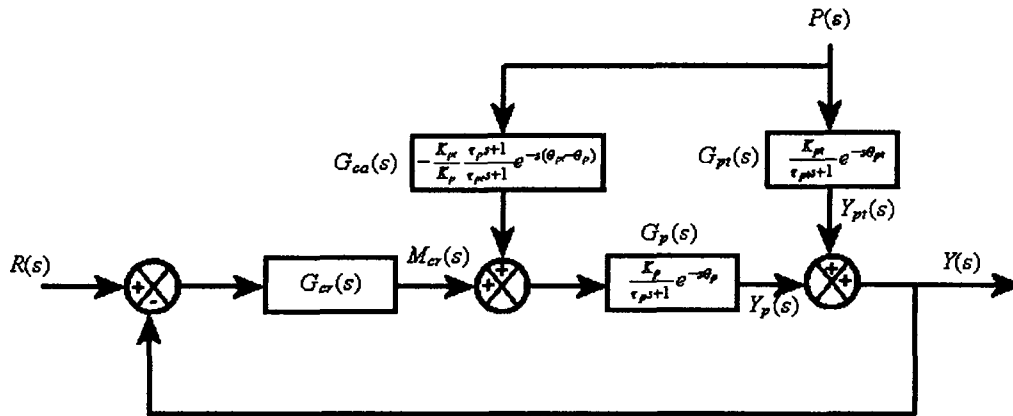 P(s)
G_ca(s)
-K_pt/K_p τ_p s+1/τ_pt s+1 e^-s(θ_pt-θ_p)
G_pt(s)
K_pt/τ_pt s+1 e^-sθ_pt
Y_pt(s)
G_p(s)
R(s)
M_cr(s)
Y(s)
+
+
-
G_cr(s)
+
+
K_p/τ_p s+1 e^-sθ_p
+
+
Y_p(s)